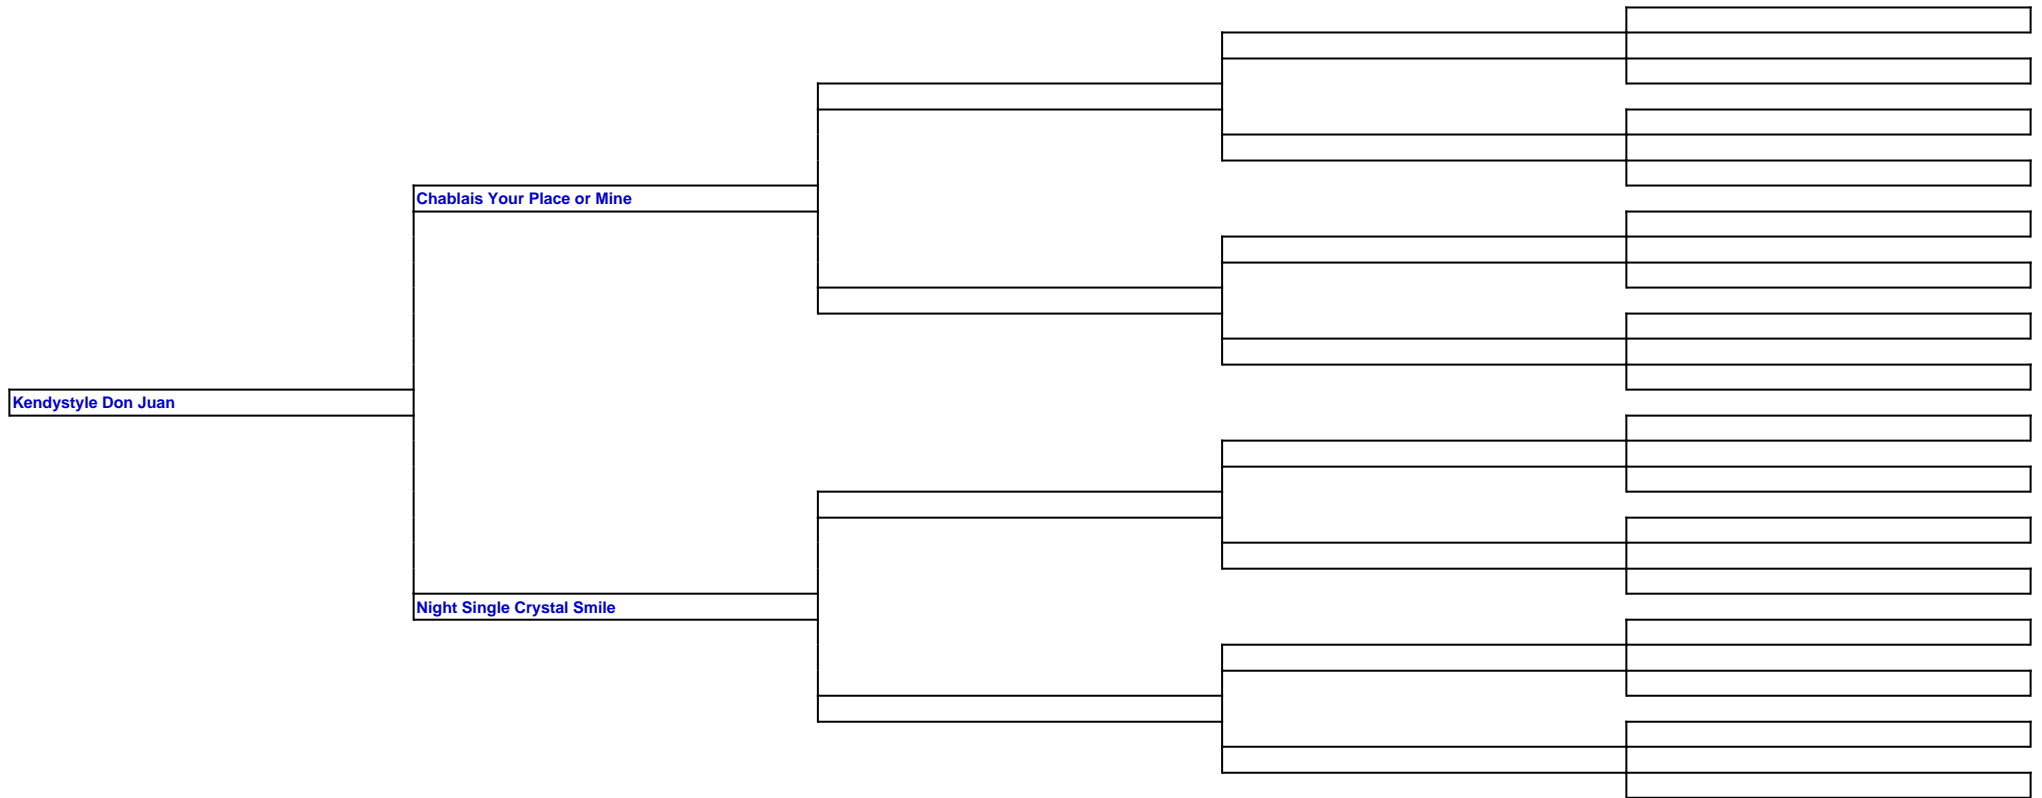 Chablais Your Place or Mine
Kendystyle Don Juan
Night Single Crystal Smile